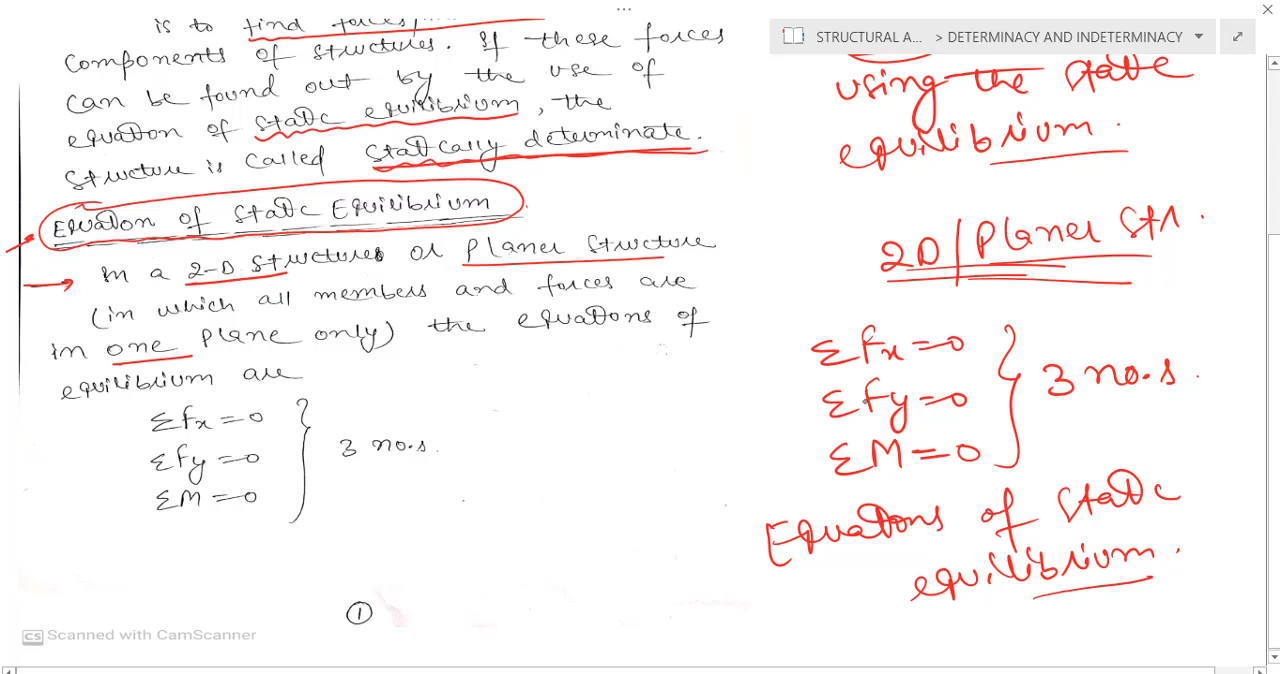 is to find forces/
components of structures. If these forces
can be found out by the use of
equation of static equilibrium, the
structure is called statically determinate.
Equation of Static Equilibrium
In a 2-D structures or Planer structure
(in which all members and forces are
in one plane only) the equations of
equilibrium are
ΣFx=0
ΣFy=0
ΣM=0
3 no.s.
1
CS Scanned with CamScanner
STRUCTURAL A... > DETERMINACY AND INDETERMINACY
using the static
equilibrium.
2D/Planer Str.
ΣFx=0
ΣFy=0
ΣM=0
3 no.s.
Equations of static
equilibrium.